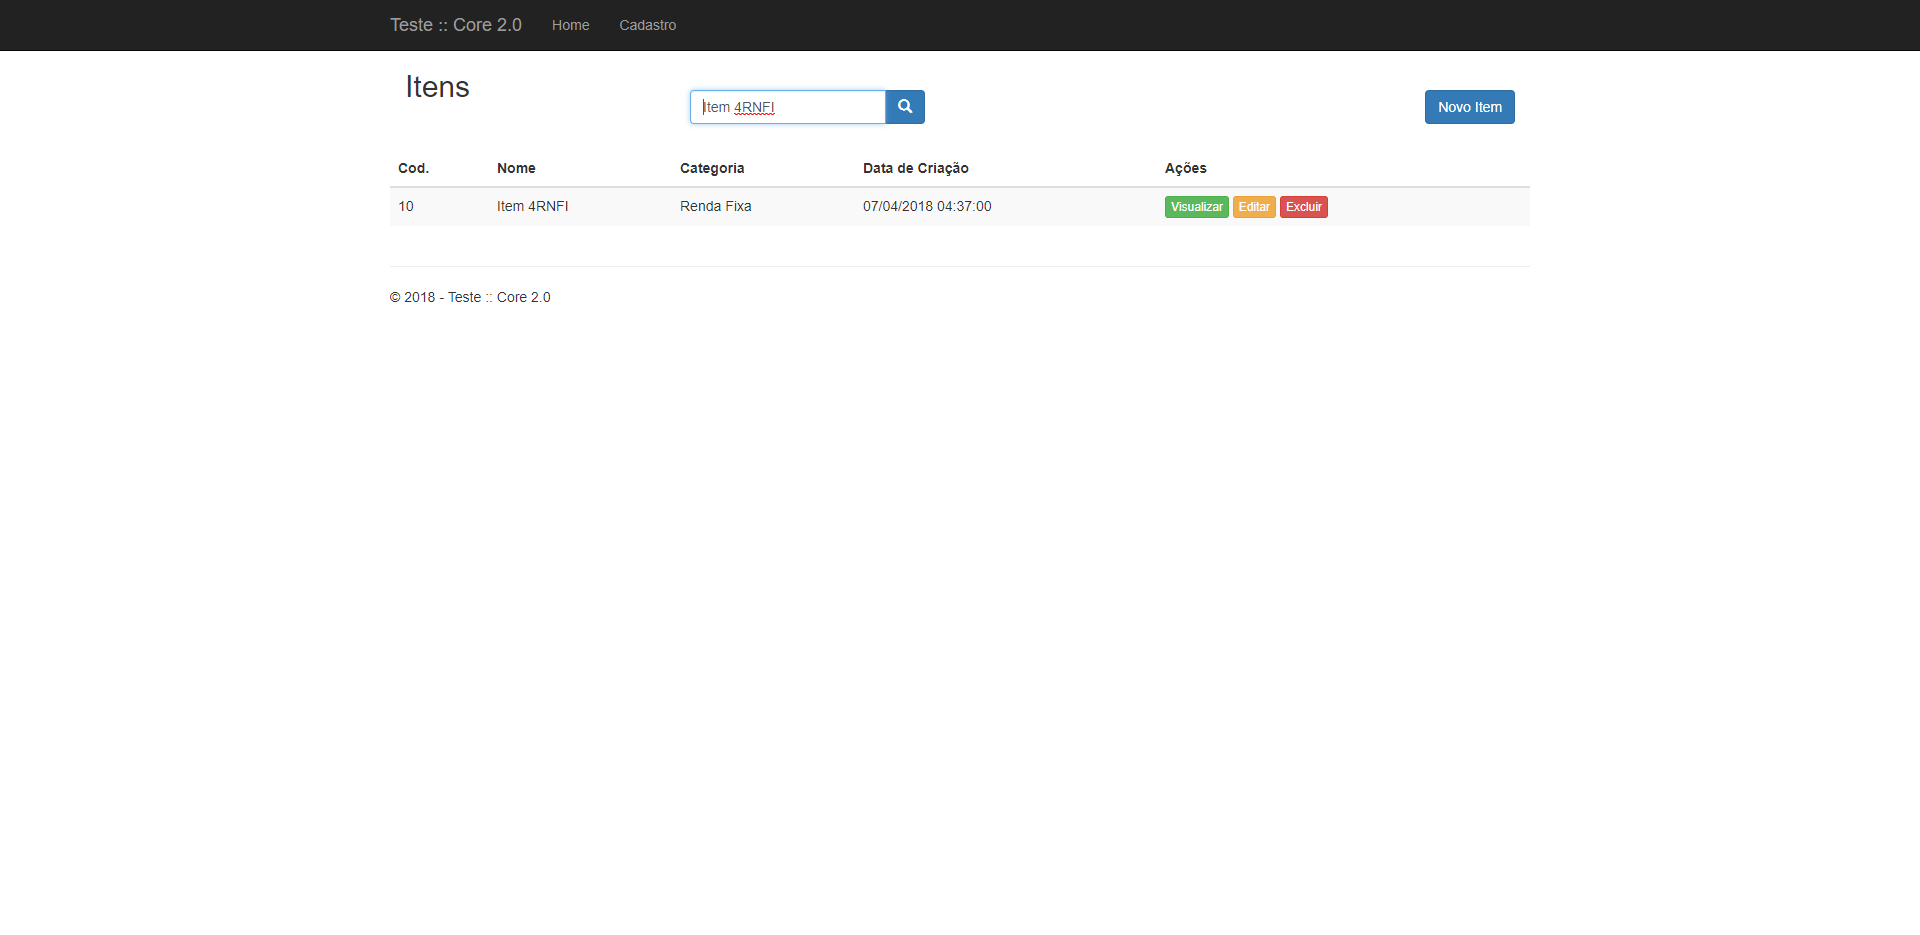 Teste :: Core 2.0 Home Cadastro
Itens
Item 4RNFI
Novo Item
Cod. Nome Categoria Data de Criação Ações
10 Item 4RNFI Renda Fixa 07/04/2018 04:37:00 Visualizar Editar Excluir
© 2018 - Teste :: Core 2.0